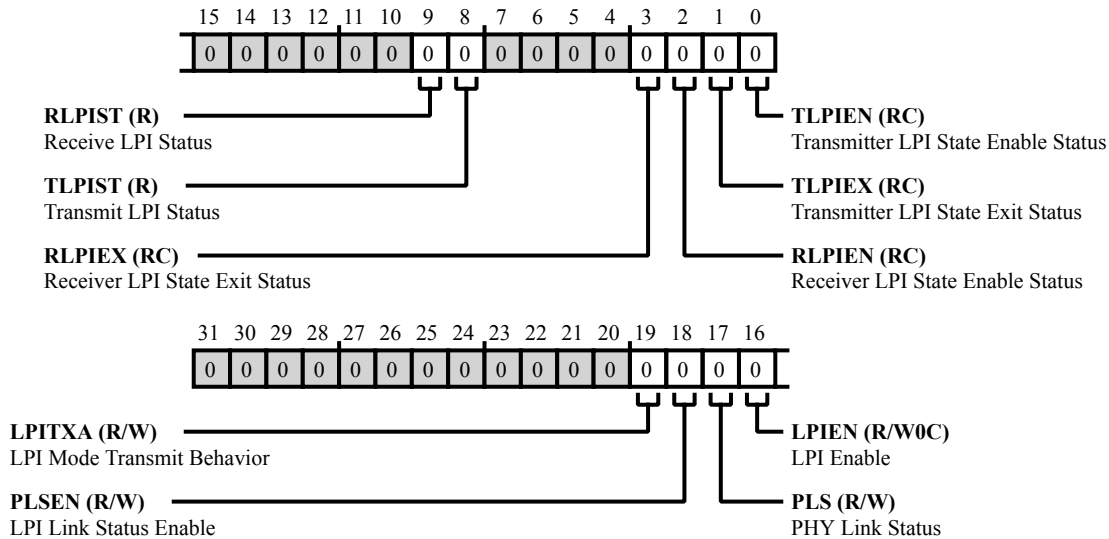 15 14 13 12 11 10 9 8 7 6 5 4 3 2 1 0
0 0 0 0 0 0 0 0 0 0 0 0 0 0 0 0
RLPIST (R)
Receive LPI Status
TLPIEN (RC)
Transmitter LPI State Enable Status
TLPIST (R)
Transmit LPI Status
TLPIEX (RC)
Transmitter LPI State Exit Status
RLPIEX (RC)
Receiver LPI State Exit Status
RLPIEN (RC)
Receiver LPI State Enable Status
31 30 29 28 27 26 25 24 23 22 21 20 19 18 17 16
0 0 0 0 0 0 0 0 0 0 0 0 0 0 0 0
LPITXA (R/W)
LPI Mode Transmit Behavior
LPIEN (R/W0C)
LPI Enable
PLSEN (R/W)
LPI Link Status Enable
PLS (R/W)
PHY Link Status